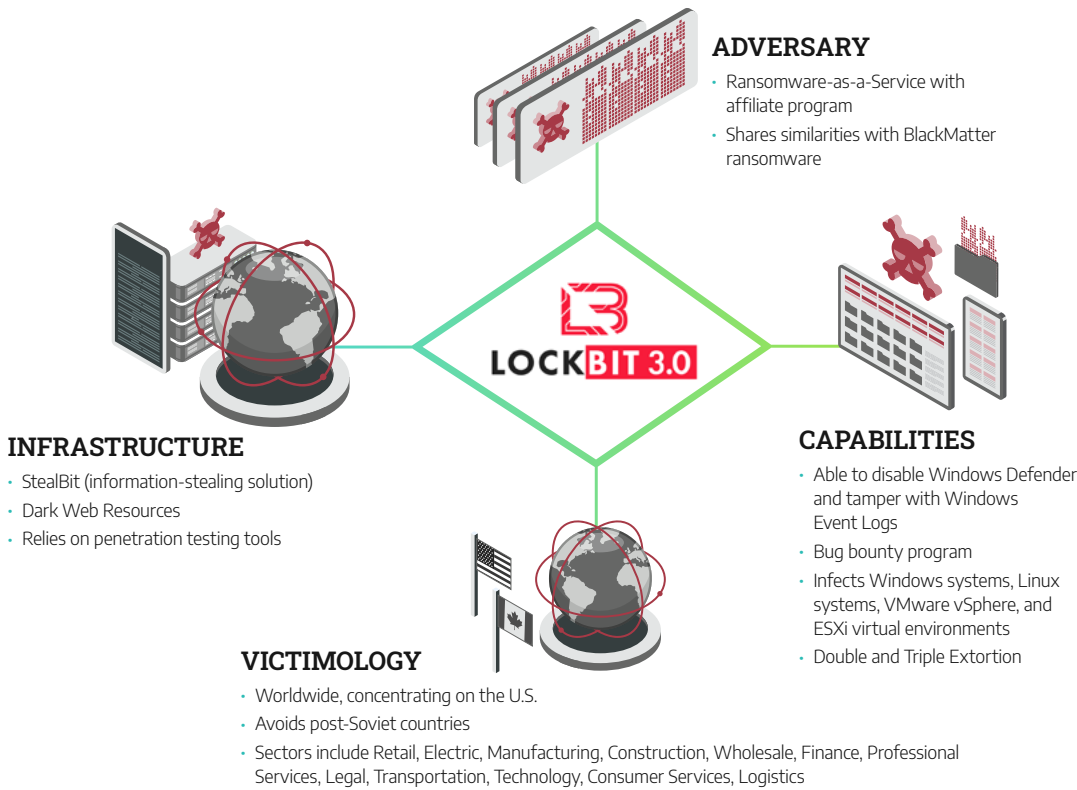 ADVERSARY
• Ransomware-as-a-Service with
affiliate program
• Shares similarities with BlackMatter
ransomware
LOCKBIT 3.0
INFRASTRUCTURE
• StealBit (information-stealing solution)
• Dark Web Resources
• Relies on penetration testing tools
CAPABILITIES
• Able to disable Windows Defender
and tamper with Windows
Event Logs
• Bug bounty program
• Infects Windows systems, Linux
systems, VMware vSphere, and
ESXi virtual environments
• Double and Triple Extortion
VICTIMOLOGY
• Worldwide, concentrating on the U.S.
• Avoids post-Soviet countries
• Sectors include Retail, Electric, Manufacturing, Construction, Wholesale, Finance, Professional
Services, Legal, Transportation, Technology, Consumer Services, Logistics